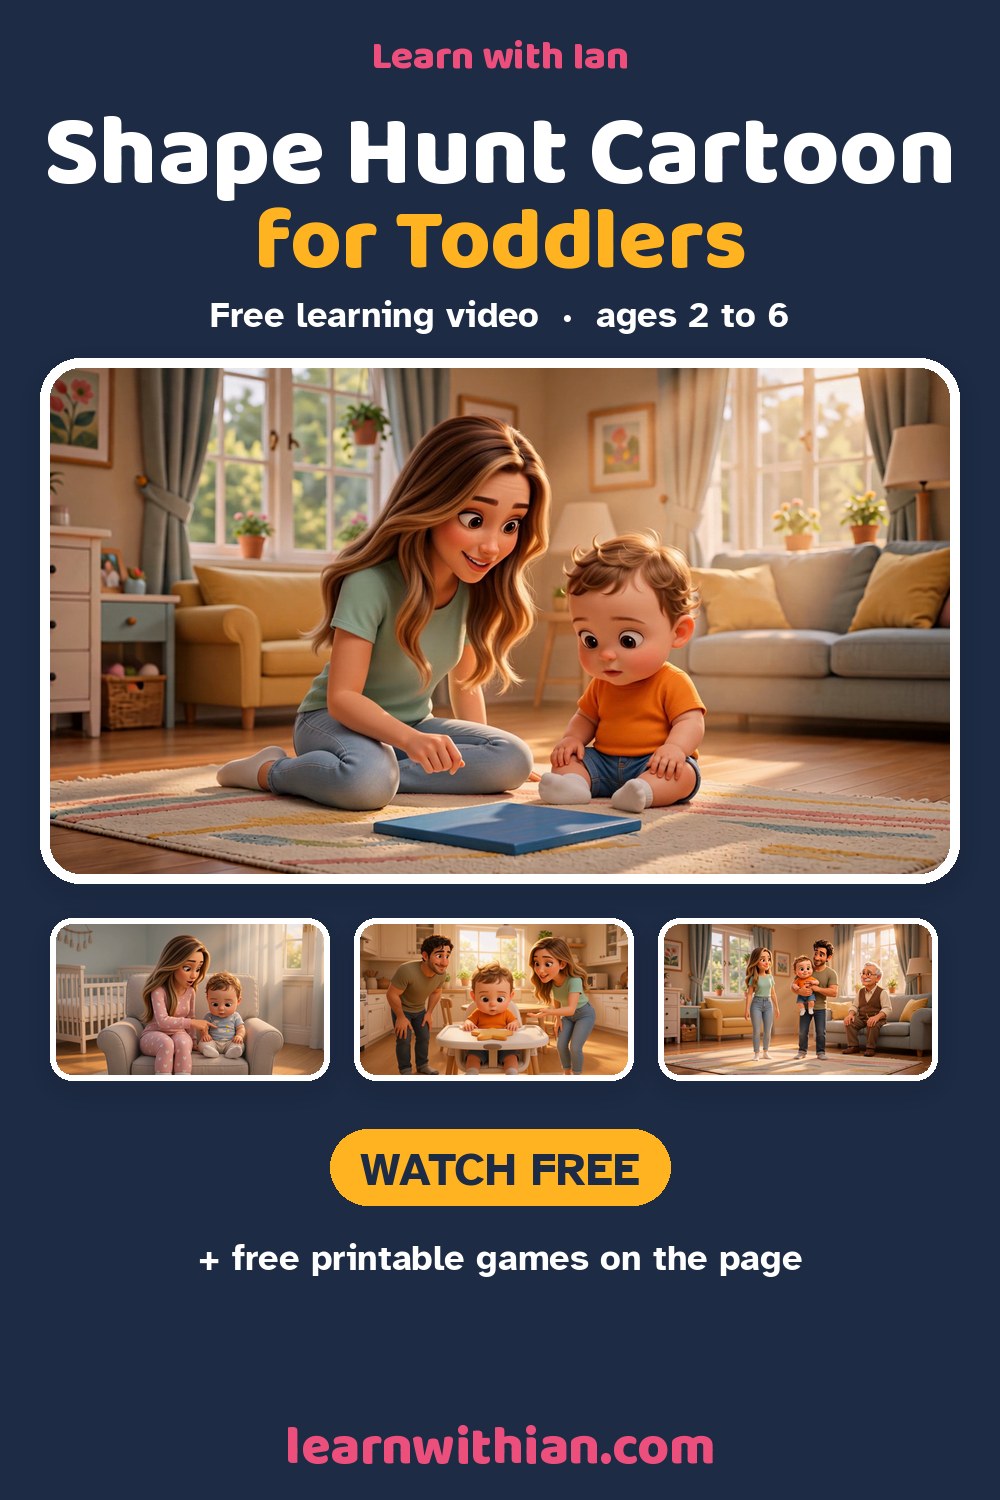 Learn with Ian
Shape Hunt Cartoon
for Toddlers
Free learning video · ages 2 to 6
WATCH FREE
+ free printable games on the page
learnwithian.com